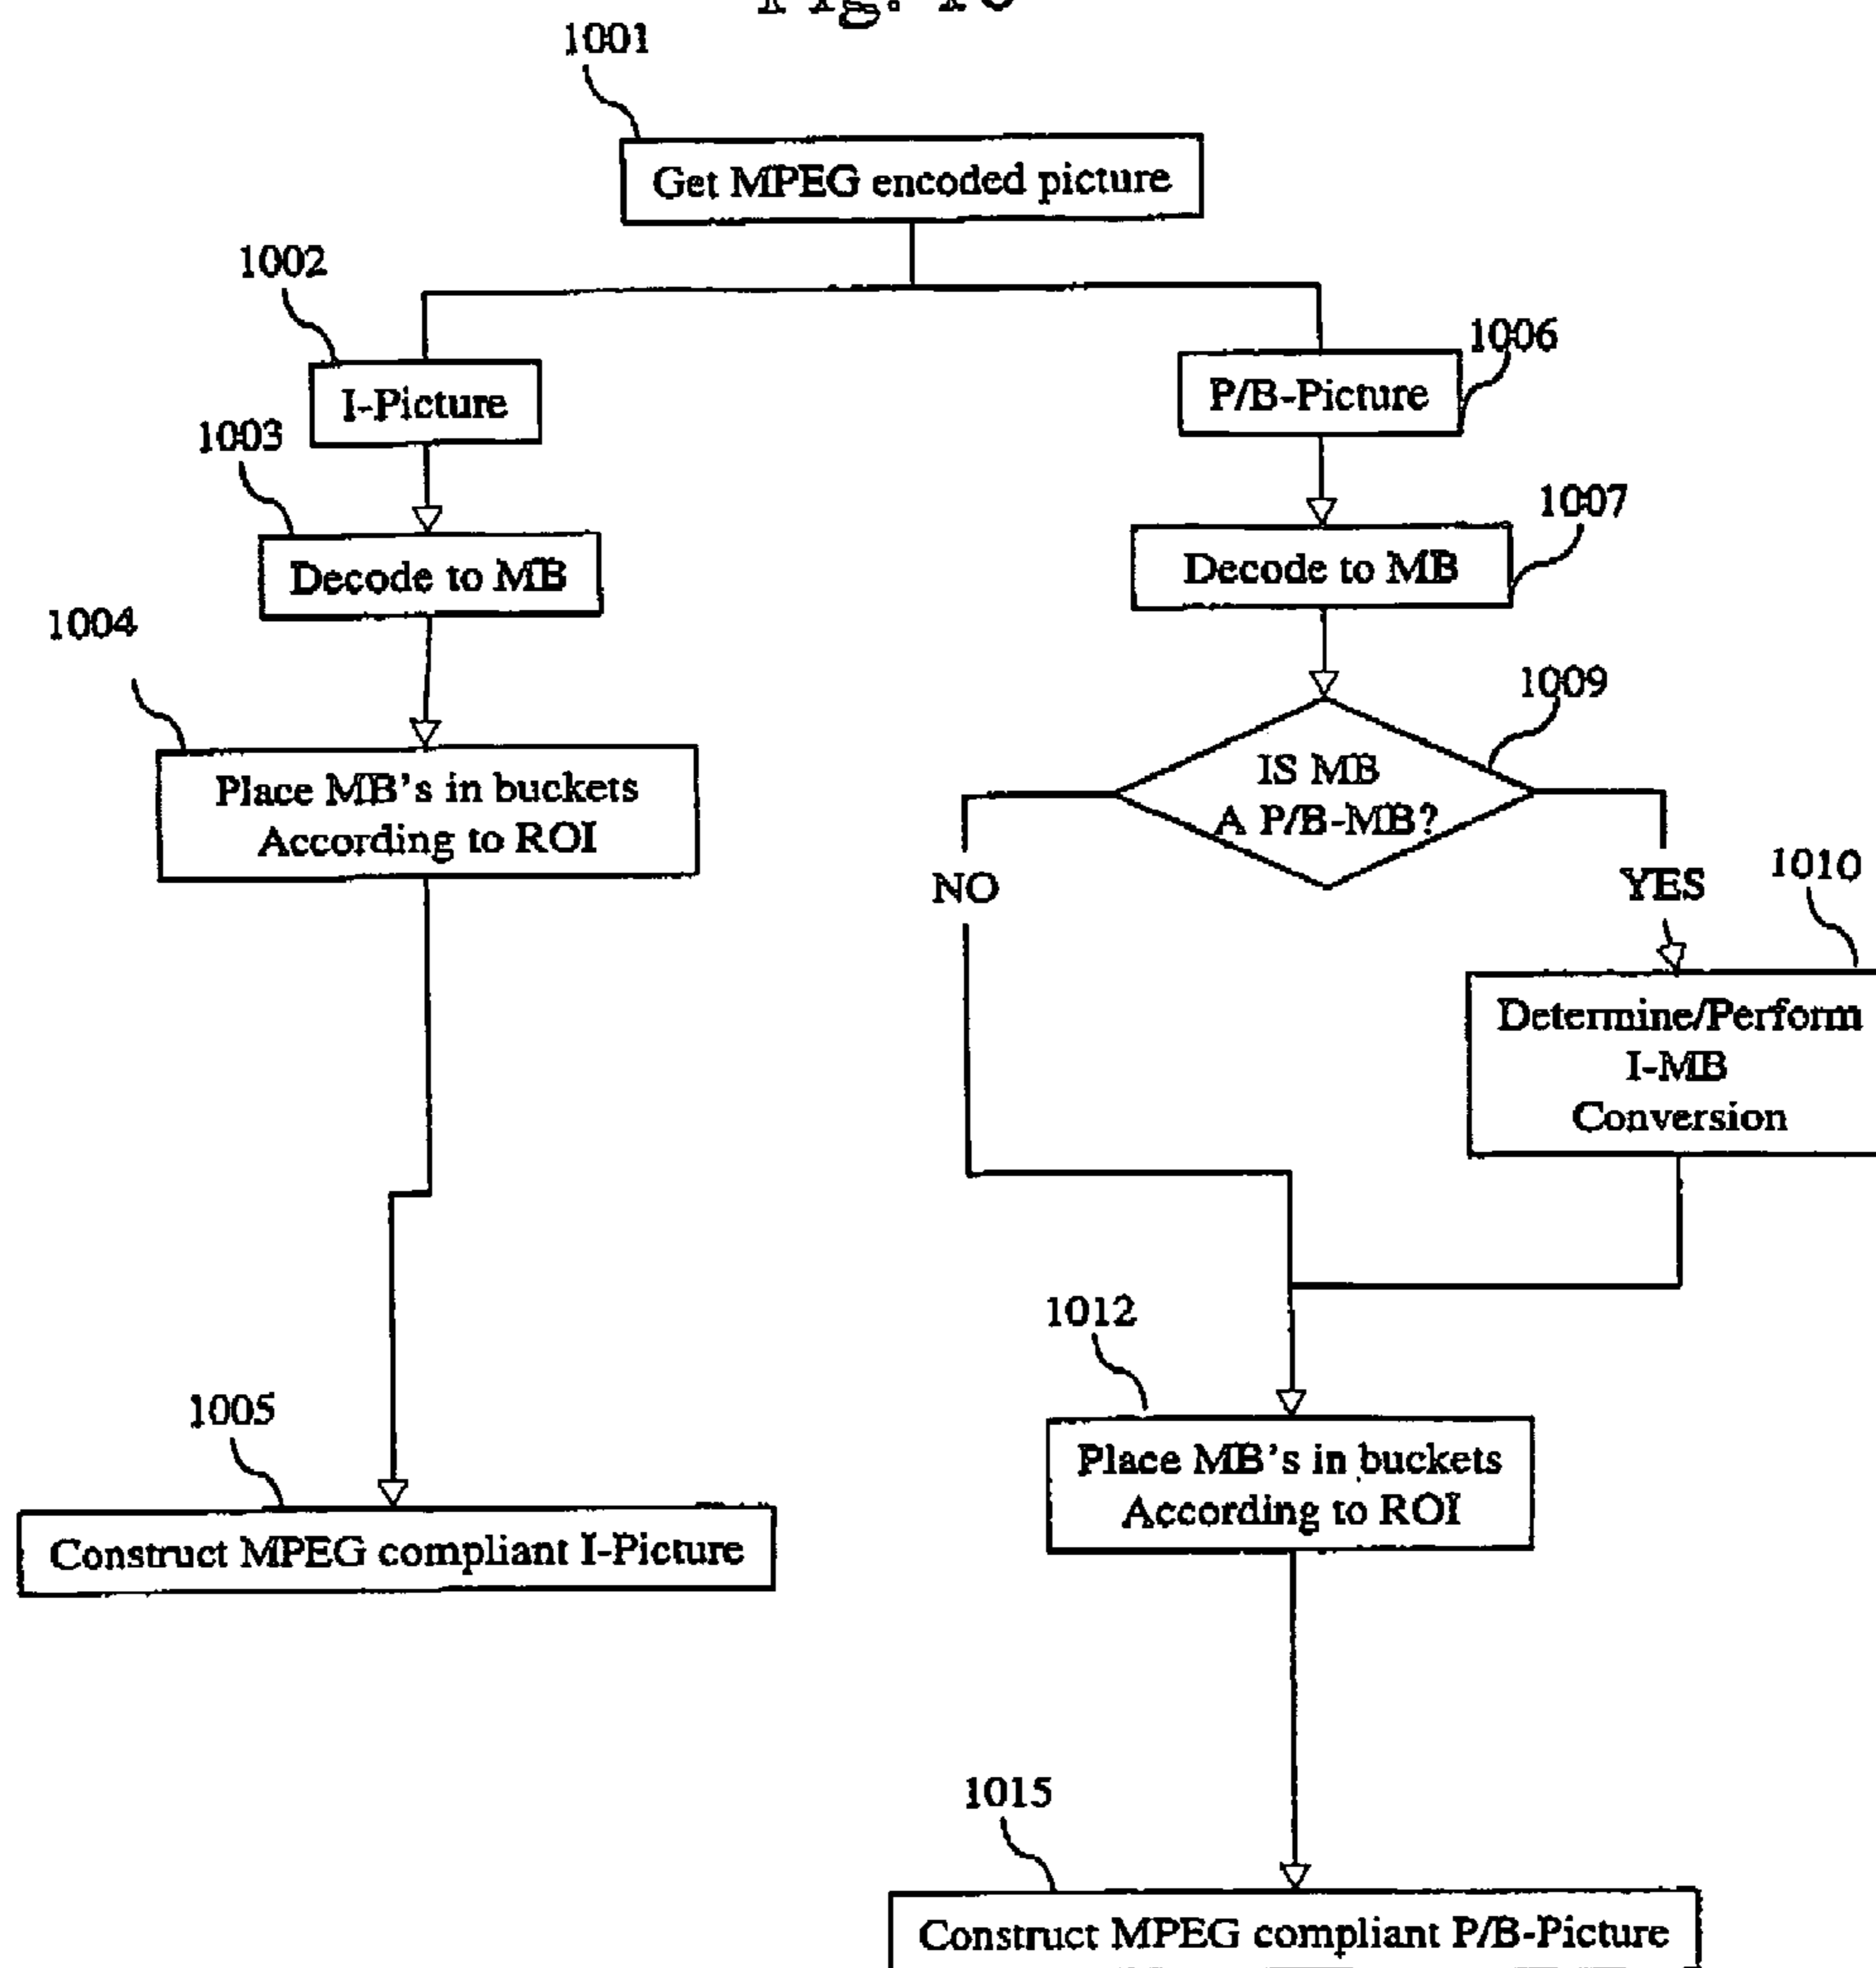 Fig. 10
1001
Get MPEG encoded picture
1002
I-Picture
1003
Decode to MB
1004
Place MB's in buckets
According to ROI
1005
Construct MPEG compliant I-Picture
1006
P/B-Picture
1007
Decode to MB
1009
IS MB
A P/B-MB?
NO
YES
1010
Determine/Perform
I-MB
Conversion
1012
Place MB's in buckets
According to ROI
1015
Construct MPEG compliant P/B-Picture